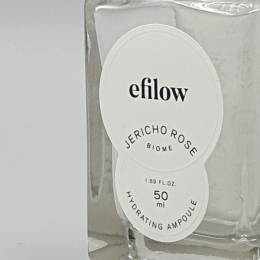 efilow
JERICHO ROSE
BIOME
1.69 FL.OZ.
50
ml
HYDRATING AMPOULE